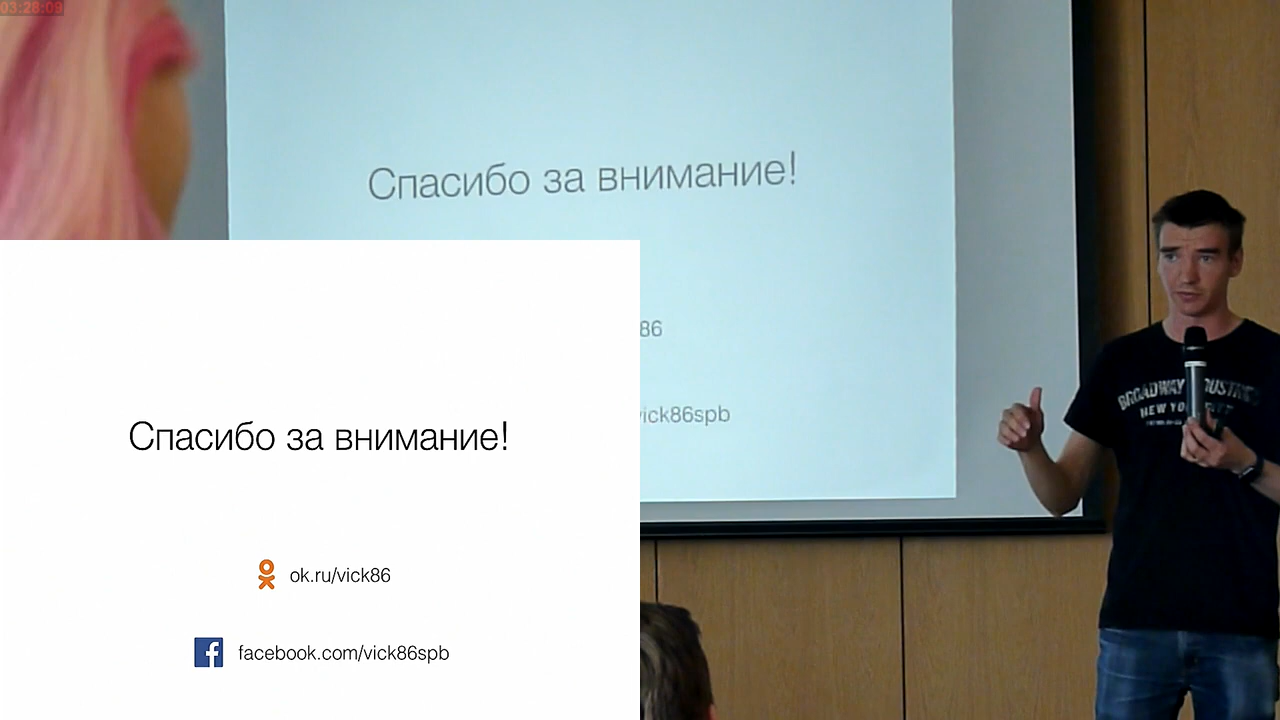 03:28:09
Спасибо за внимание!
86
vick86spb
Спасибо за внимание!
ok.ru/vick86
facebook.com/vick86spb
BROADWAY
NEW YO